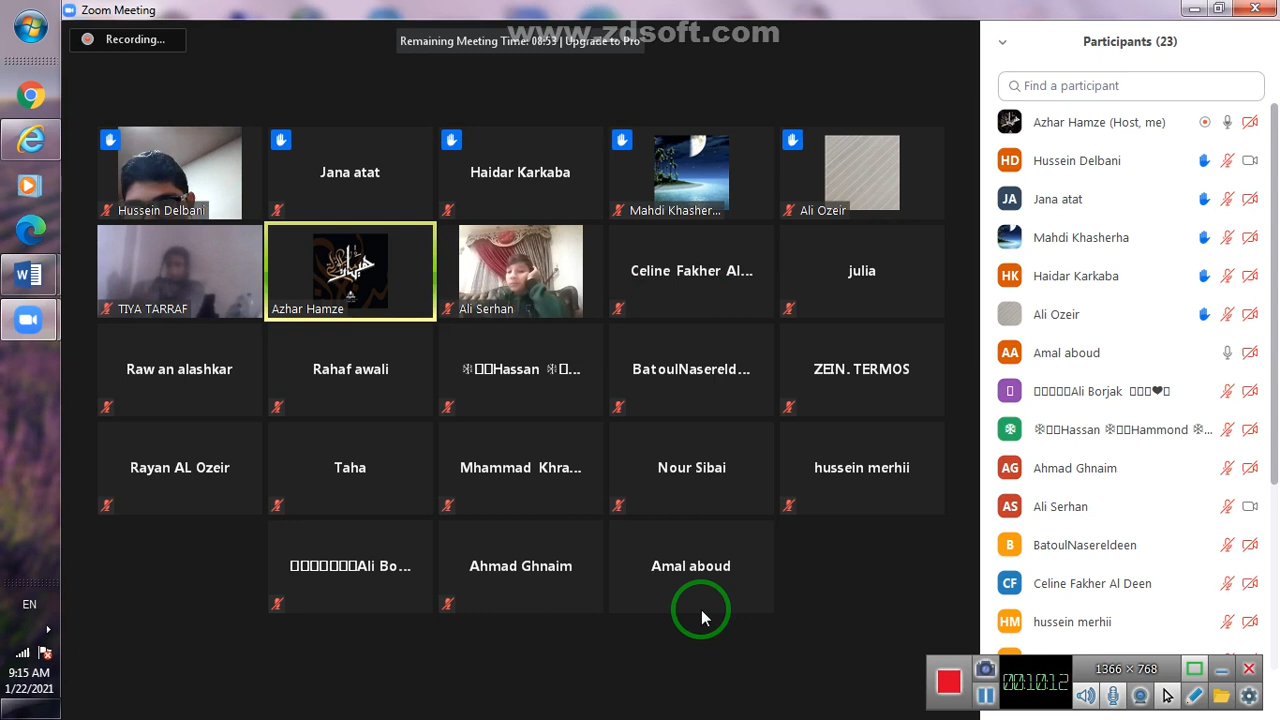 Zoom Meeting
Recording...
www.zdsoft.com
Remaining Meeting Time: 08:53 | Upgrade to Pro
Hussein Delbani
Jana atat
Haidar Karkaba
Mahdi Khasher...
Ali Ozeir
TIYA TARRAF
Azhar Hamze
Ali Serhan
Celine Fakher Al...
julia
Raw an alashkar
Rahaf awali
Hassan
BatoulNasereld...
ZEIN. TERMOS
Rayan AL Ozeir
Taha
Mhammad Khra...
Nour Sibai
hussein merhii
Ali Bo...
Ahmad Ghnaim
Amal aboud
Participants (23)
Find a participant
Azhar Hamze (Host, me)
HD Hussein Delbani
JA Jana atat
Mahdi Khasherha
HK Haidar Karkaba
Ali Ozeir
AA Amal aboud
Ali Borjak
Hassan Hammond
AG Ahmad Ghnaim
AS Ali Serhan
B BatoulNasereldeen
CF Celine Fakher Al Deen
HM hussein merhii
00:10:12
1366 × 768
EN
9:15 AM
1/22/2021